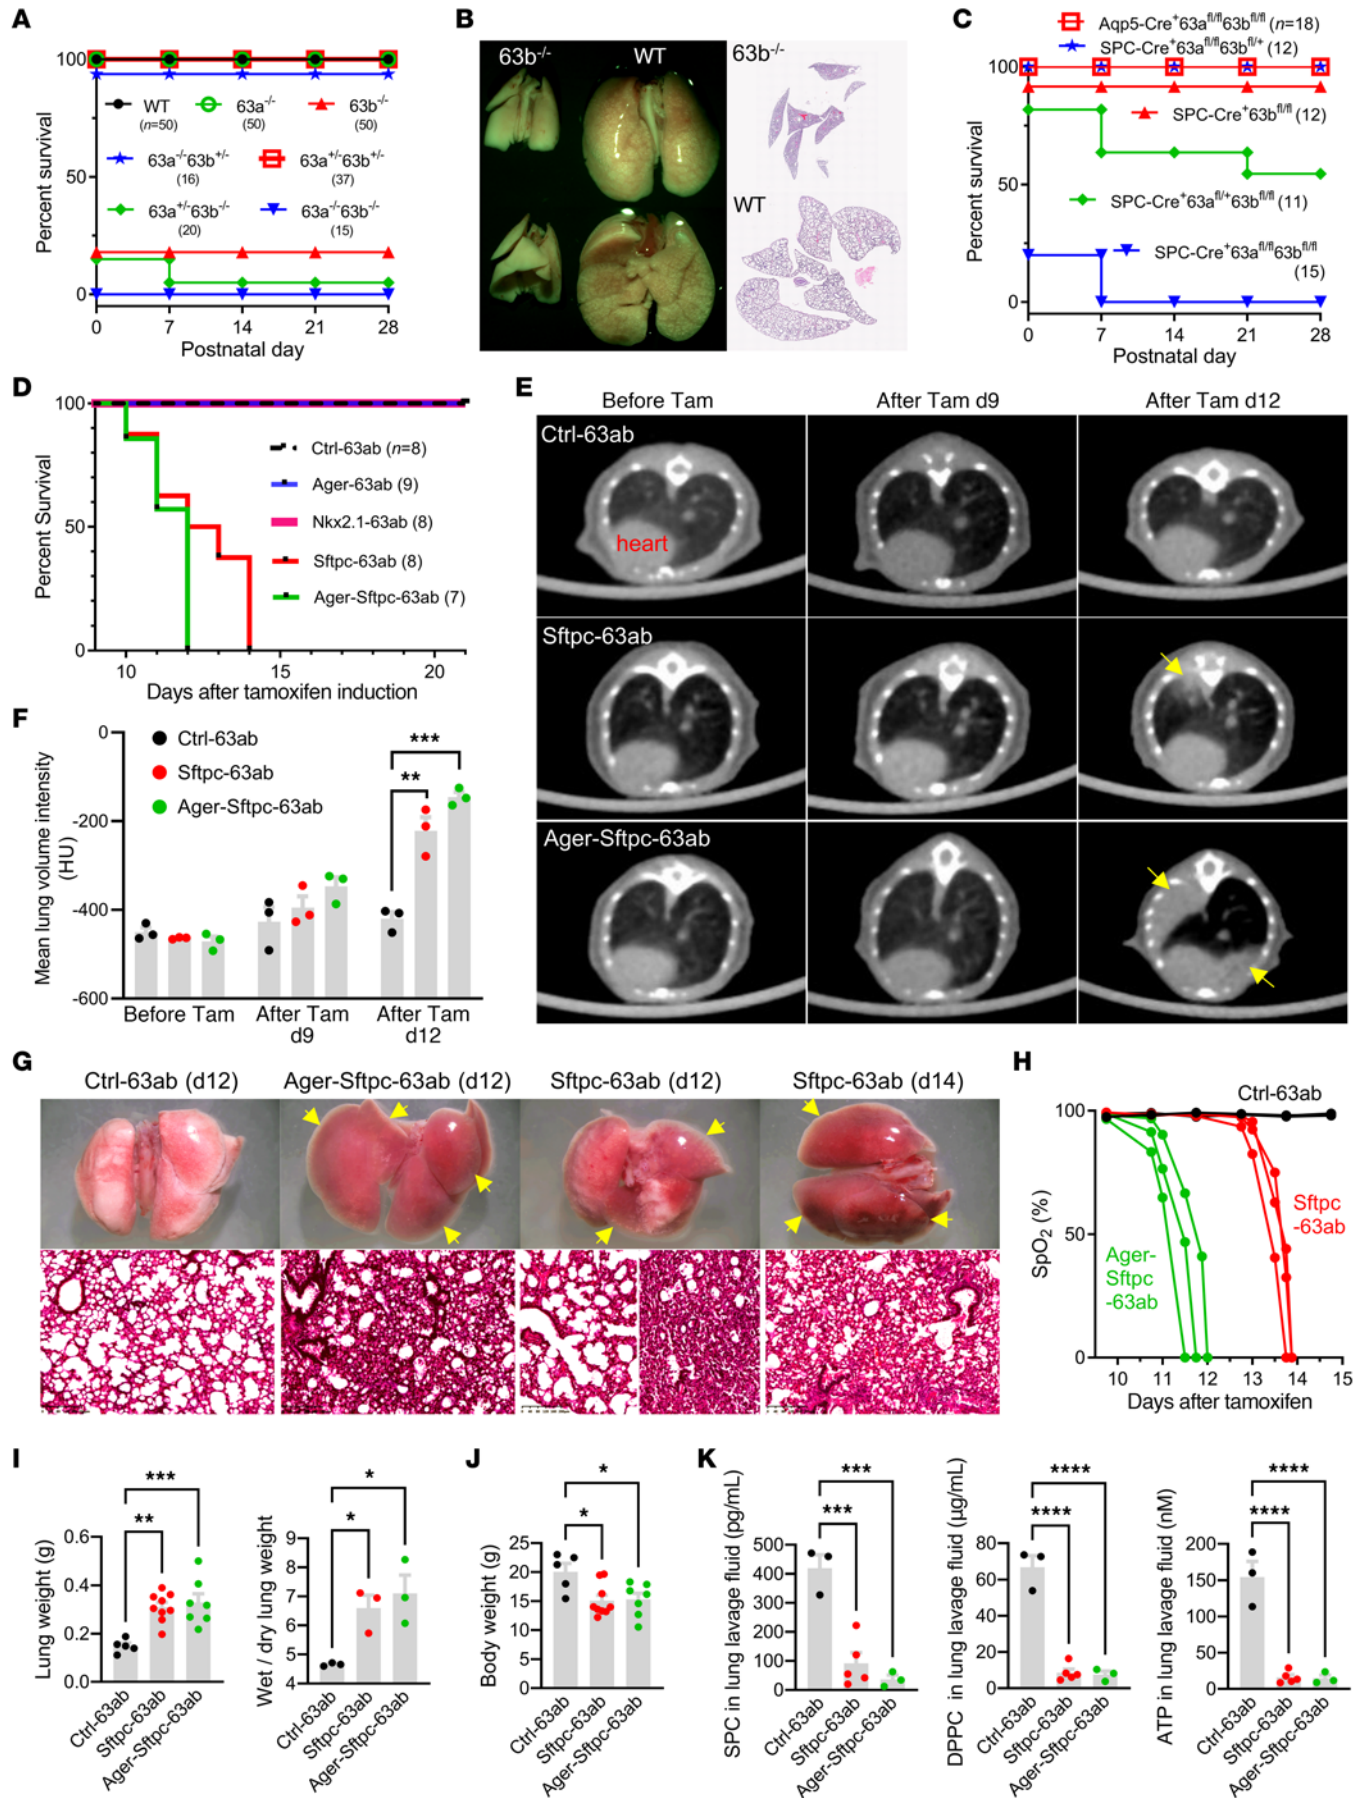 A
Percent survival
100
50
0
WT
(n=50)
63a-/-
(50)
63b-/-
(50)
63a-/-63b+/-
(16)
63a+/-63b+/-
(37)
63a+/-63b-/-
(20)
63a-/-63b-/-
(15)
0 7 14 21 28
Postnatal day
B
63b-/-
WT
63b-/-
WT
C
Aqp5-Cre+63afl/fl63bfl/fl (n=18)
SPC-Cre+63afl/fl63bfl/+ (12)
SPC-Cre+63bfl/fl (12)
SPC-Cre+63afl/+63bfl/fl (11)
SPC-Cre+63afl/fl63bfl/fl
(15)
Percent survival
100
50
0
0 7 14 21 28
Postnatal day
D
Percent Survival
100
50
0
Ctrl-63ab (n=8)
Ager-63ab (9)
Nkx2.1-63ab (8)
Sftpc-63ab (8)
Ager-Sftpc-63ab (7)
10 15 20
Days after tamoxifen induction
E
Before Tam After Tam d9 After Tam d12
Ctrl-63ab
heart
Sftpc-63ab
Ager-Sftpc-63ab
F
Mean lung volume intensity
(HU)
0
-200
-400
-600
Ctrl-63ab
Sftpc-63ab
Ager-Sftpc-63ab
***
**
Before Tam After Tam After Tam
d9 d12
G
Ctrl-63ab (d12) Ager-Sftpc-63ab (d12) Sftpc-63ab (d12) Sftpc-63ab (d14)
H
Ctrl-63ab
SpO2 (%)
100
50
0
Sftpc
-63ab
Ager-
Sftpc
-63ab
10 11 12 13 14 15
Days after tamoxifen
I
Lung weight (g)
0.6
0.4
0.2
0
***
**
Ctrl-63ab
Sftpc-63ab
Ager-Sftpc-63ab
Wet / dry lung weight
9
8
7
6
5
4
*
*
Ctrl-63ab
Sftpc-63ab
Ager-Sftpc-63ab
J
Body weight (g)
25
20
15
10
5
0
*
*
Ctrl-63ab
Sftpc-63ab
Ager-Sftpc-63ab
K
SPC in lung lavage fluid (pg/mL)
500
400
300
200
100
0
***
***
Ctrl-63ab
Sftpc-63ab
Ager-Sftpc-63ab
DPPC in lung lavage fluid (µg/mL)
80
60
40
20
0
****
****
Ctrl-63ab
Sftpc-63ab
Ager-Sftpc-63ab
ATP in lung lavage fluid (nM)
200
150
100
50
0
****
****
Ctrl-63ab
Sftpc-63ab
Ager-Sftpc-63ab